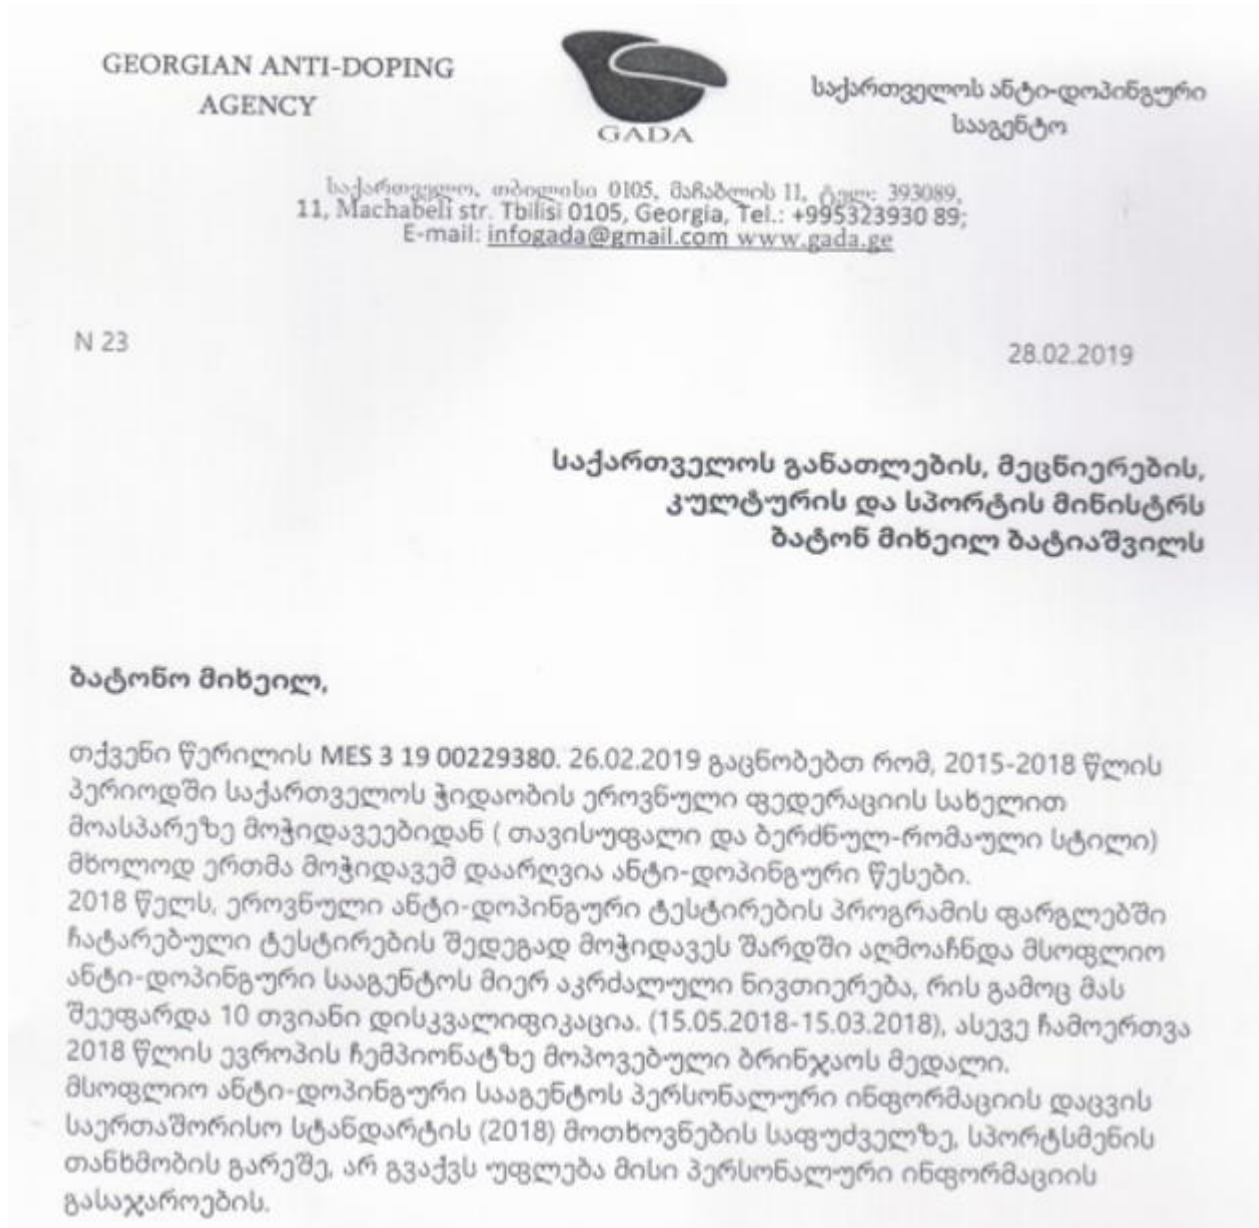 GEORGIAN ANTI-DOPING
AGENCY
GADA
საქართველოს ანტი-დოპინგური
სააგენტო
საქართველო, თბილისი 0105, მაჩაბლის 11, ტელ: 393089,
11, Machabeli str. Tbilisi 0105, Georgia, Tel.: +995323930 89;
E-mail: infogada@gmail.com www.gada.ge
N 23
28.02.2019
საქართველოს განათლების, მეცნიერების,
კულტურის და სპორტის მინისტრს
ბატონ მიხეილ ბატიაშვილს
ბატონო მიხეილ,
თქვენი წერილის MES 3 19 00229380. 26.02.2019 გაცნობებთ რომ, 2015-2018 წლის
პერიოდში საქართველოს ჭიდაობის ეროვნული ფედერაციის სახელით
მოასპარეზე მოჭიდავეებიდან ( თავისუფალი და ბერძნულ-რომაული სტილი)
მხოლოდ ერთმა მოჭიდავემ დაარღვია ანტი-დოპინგური წესები.
2018 წელს, ეროვნული ანტი-დოპინგური ტესტირების პროგრამის ფარგლებში
ჩატარებული ტესტირების შედეგად მოჭიდავეს შარდში აღმოაჩნდა მსოფლიო
ანტი-დოპინგური სააგენტოს მიერ აკრძალული ნივთიერება, რის გამოც მას
შეეფარდა 10 თვიანი დისკვალიფიკაცია. (15.05.2018-15.03.2018), ასევე ჩამოერთვა
2018 წლის ევროპის ჩემპიონატზე მოპოვებული ბრინჯაოს მედალი.
მსოფლიო ანტი-დოპინგური სააგენტოს პერსონალური ინფორმაციის დაცვის
საერთაშორისო სტანდარტის (2018) მოთხოვნების საფუძველზე, სპორტსმენის
თანხმობის გარეშე, არ გვაქვს უფლება მისი პერსონალური ინფორმაციის
გასაჯაროების.